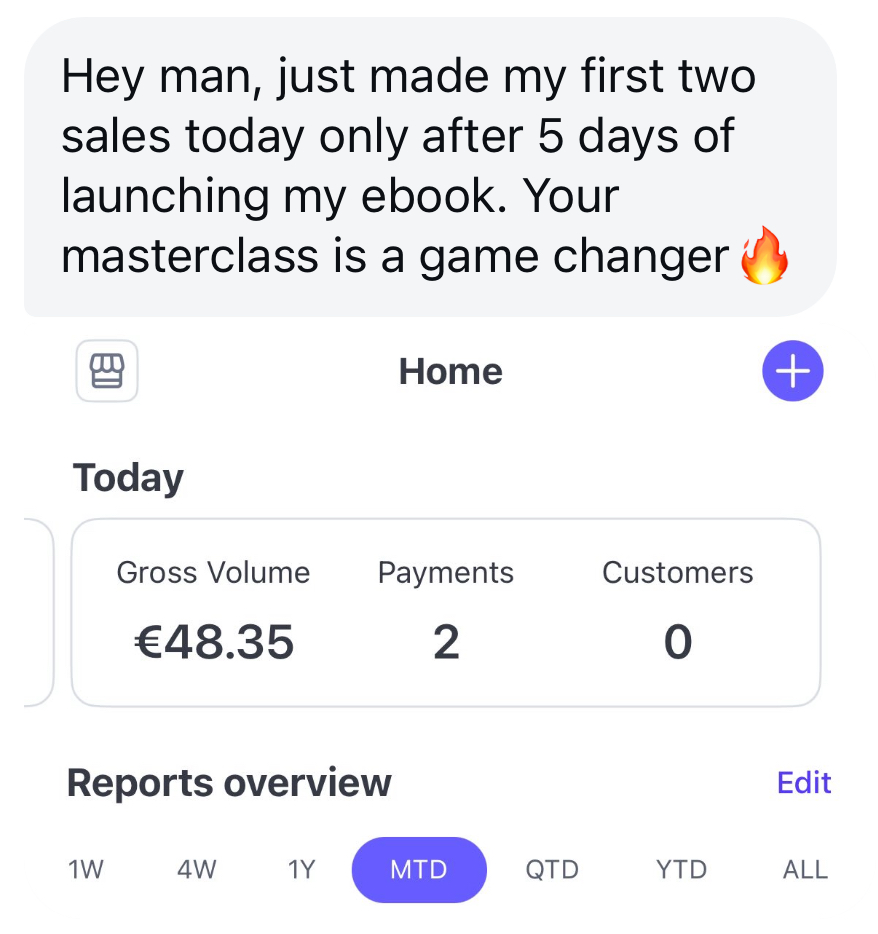 Hey man, just made my first two
sales today only after 5 days of
launching my ebook. Your
masterclass is a game changer 🔥
Home
Today
Gross Volume Payments Customers
€48.35 2 0
Reports overview Edit
1W 4W 1Y MTD QTD YTD ALL